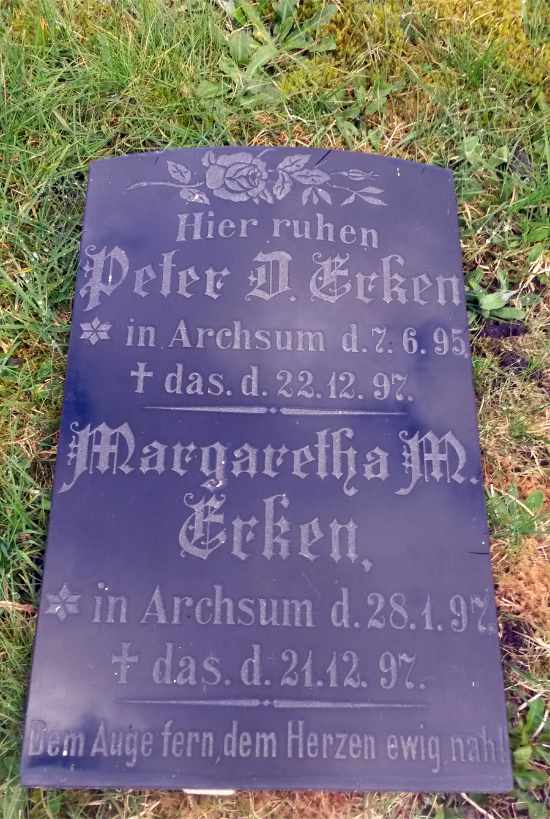 Hier ruhen
Peter D. Erken
* in Archsum d. 7. 6. 95,
† das. d. 22. 12. 97.
Margaretha M.
Erken,
* in Archsum d. 28. 1. 97.
† das. d. 21. 12. 97.
Dem Auge fern, dem Herzen ewig nah!